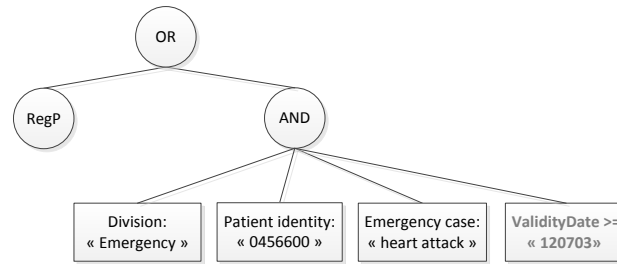 OR
RegP
AND
Division:
« Emergency »
Patient identity:
« 0456600 »
Emergency case:
« heart attack »
ValidityDate >=
« 120703»